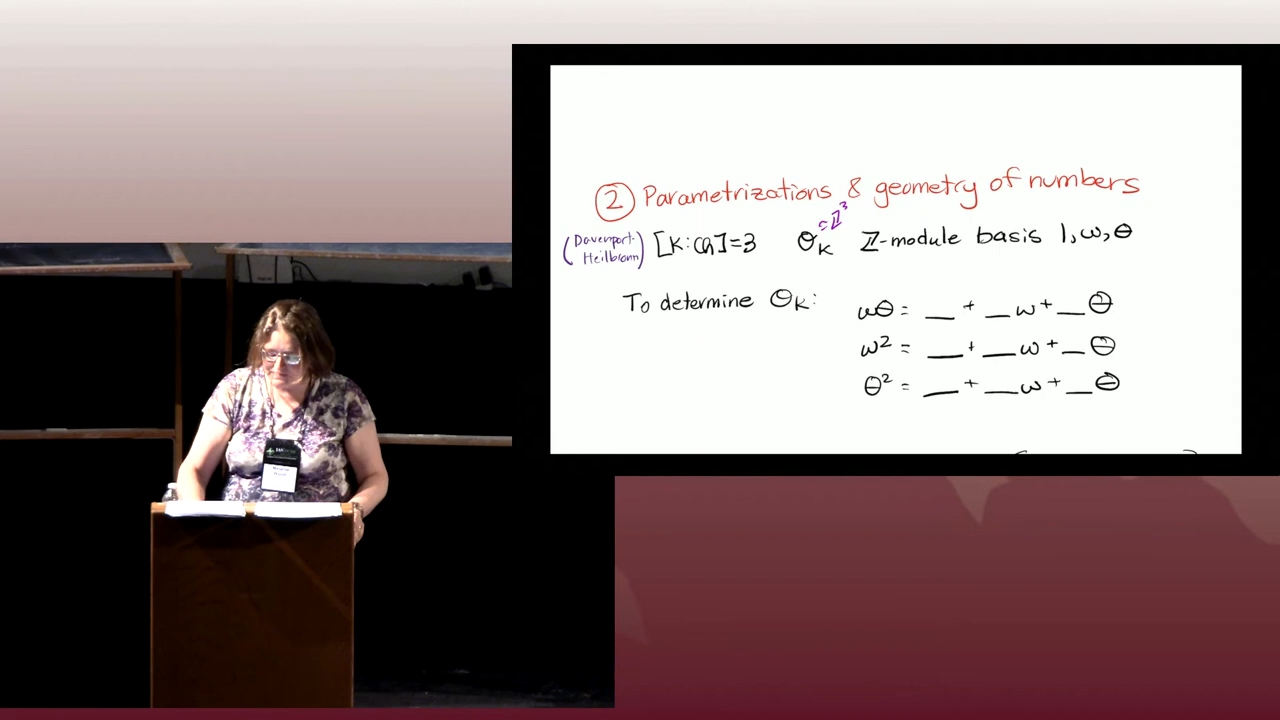 ② Parametrizations & geometry of numbers
(Davenport-Heilbronn) [K:ℚ]=3 𝒪_K ≅ℤ³ ℤ-module basis 1, ω, θ
To determine 𝒪_K: ωθ = __ + __ω + __θ
ω² = __ + __ω + __θ
θ² = __ + __ω + __θ